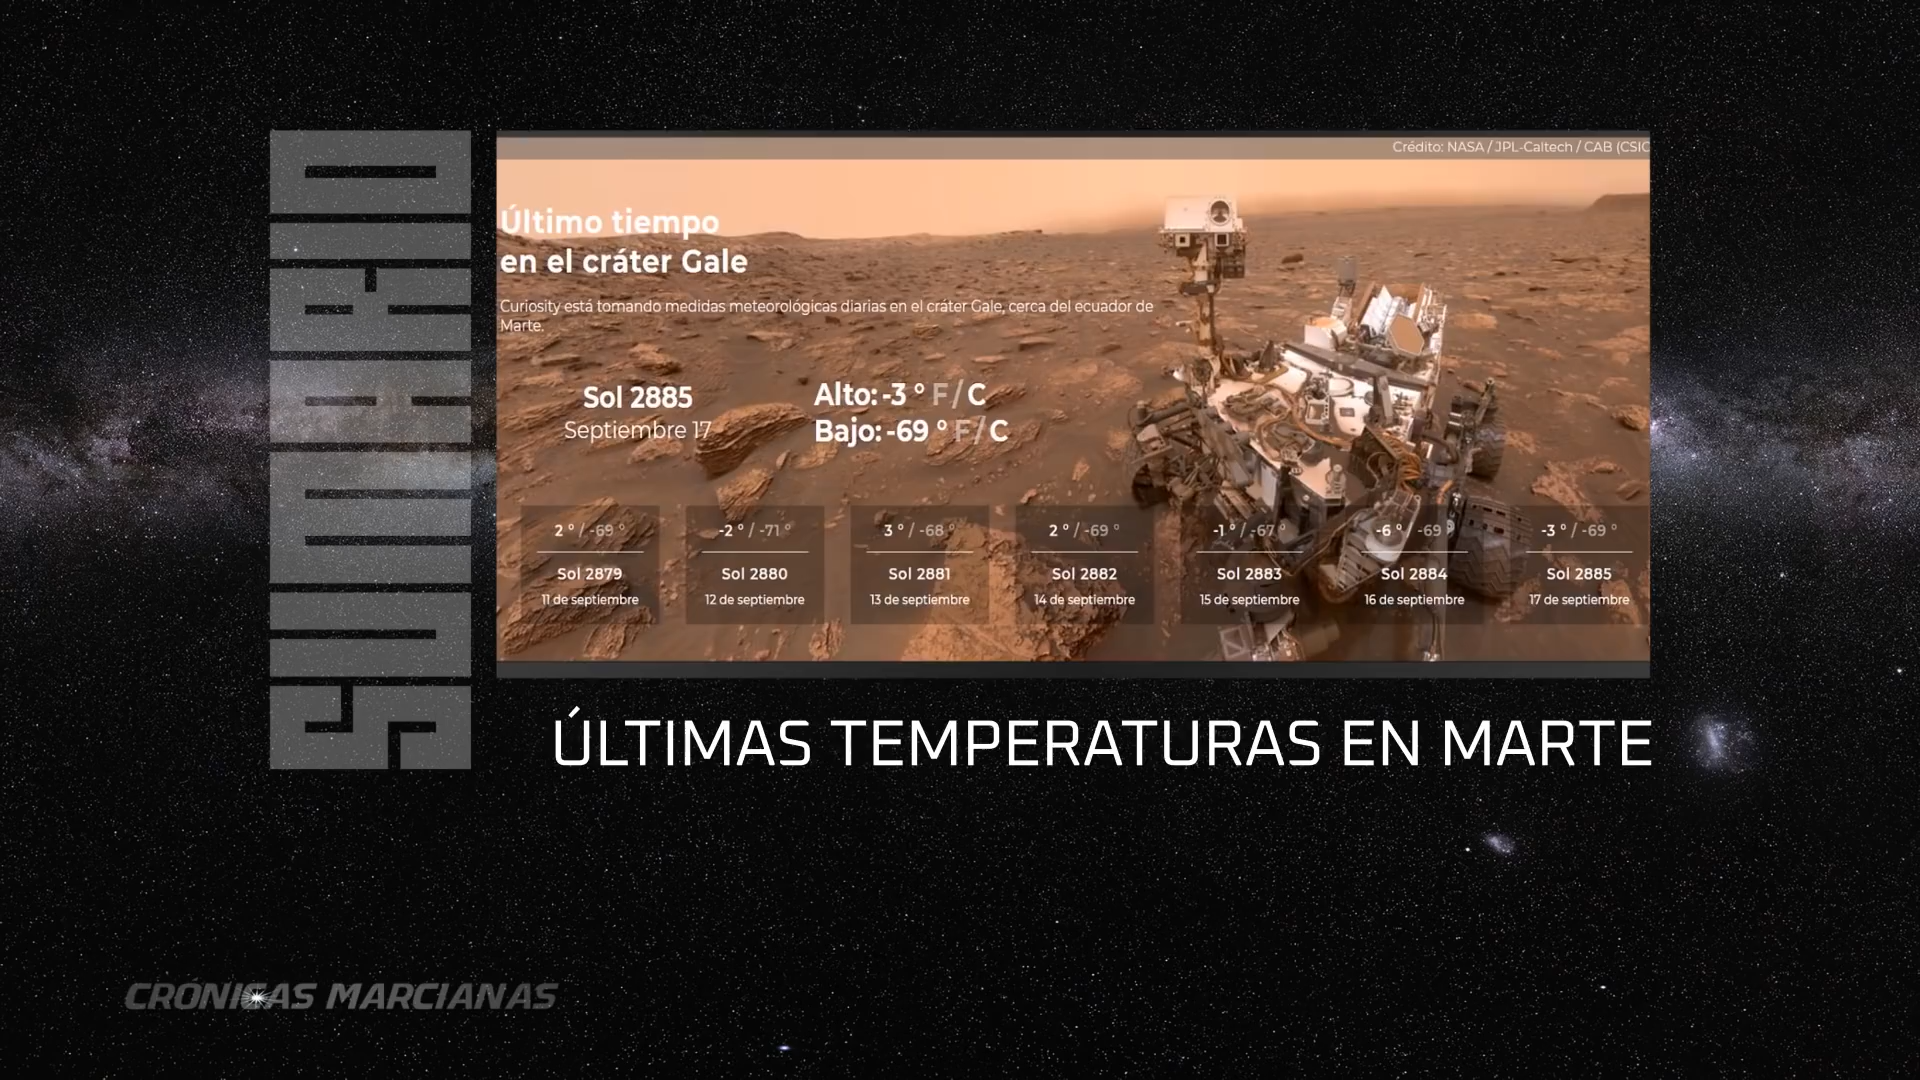 SUMARIO
Crédito: NASA / JPL-Caltech / CAB (CSIC
Último tiempo
en el cráter Gale
Curiosity está tomando medidas meteorológicas diarias en el cráter Gale, cerca del ecuador de
Marte.
Sol 2885
Septiembre 17
Alto: -3 ° F / C
Bajo: -69 ° F / C
2 ° / -69 °
Sol 2879
11 de septiembre
-2 ° / -71 °
Sol 2880
12 de septiembre
3 ° / -68 °
Sol 2881
13 de septiembre
2 ° / -69 °
Sol 2882
14 de septiembre
-1 ° / -67 °
Sol 2883
15 de septiembre
-6 ° / -69 °
Sol 2884
16 de septiembre
-3 ° / -69 °
Sol 2885
17 de septiembre
ÚLTIMAS TEMPERATURAS EN MARTE
CRÓNICAS MARCIANAS